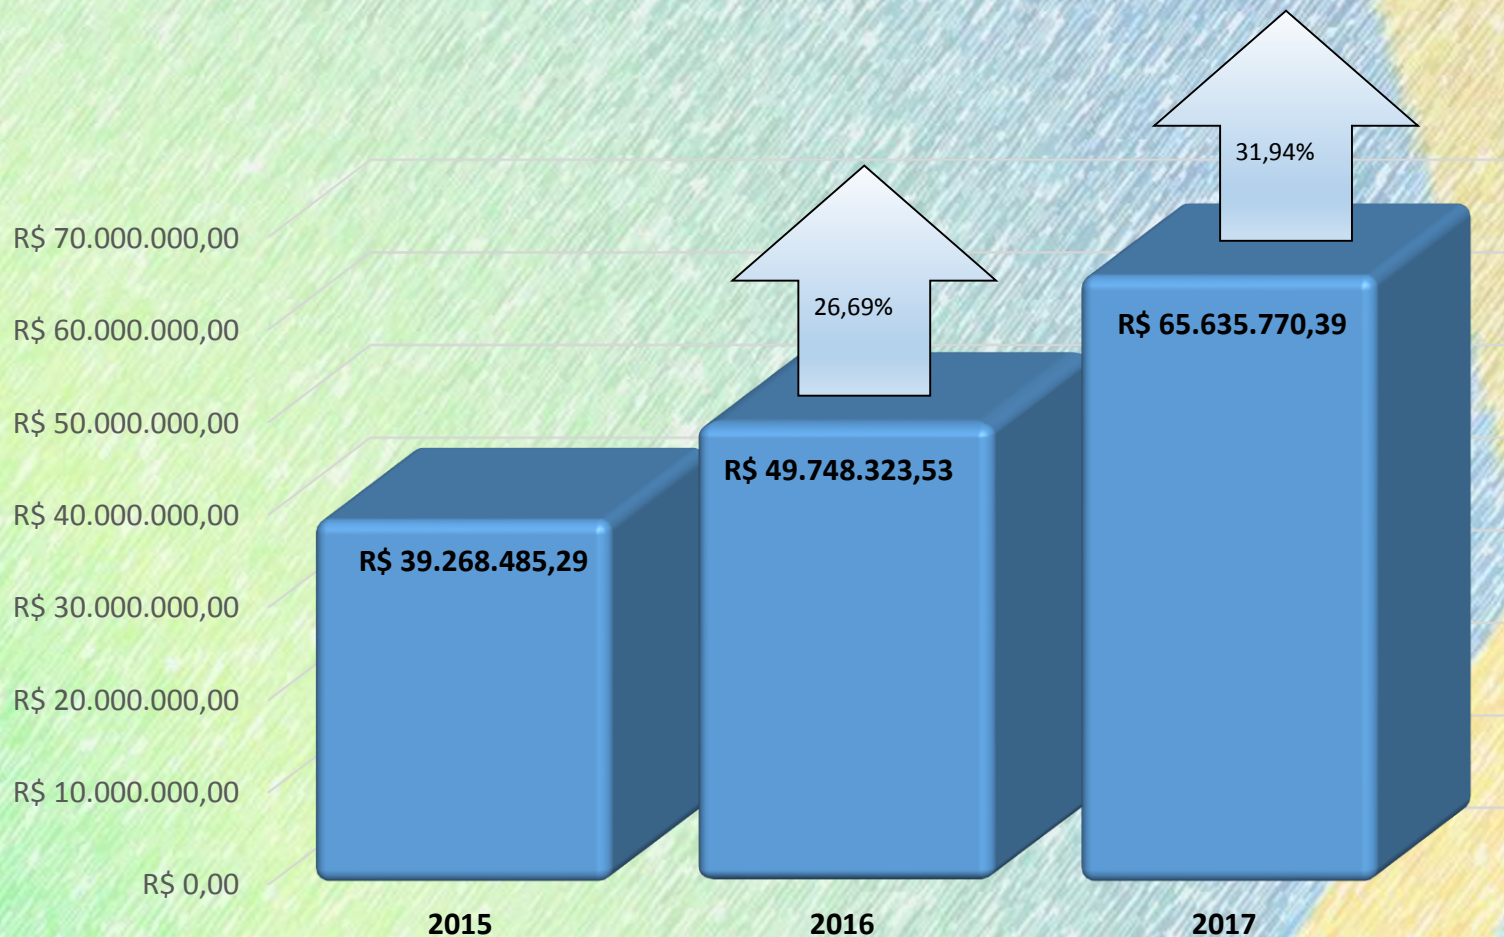 31,94%
R$ 70.000.000,00
26,69%
R$ 60.000.000,00
R$ 65.635.770,39
R$ 50.000.000,00
R$ 49.748.323,53
R$ 40.000.000,00
R$ 39.268.485,29
R$ 30.000.000,00
R$ 20.000.000,00
R$ 10.000.000,00
R$ 0,00
2015
2016
2017